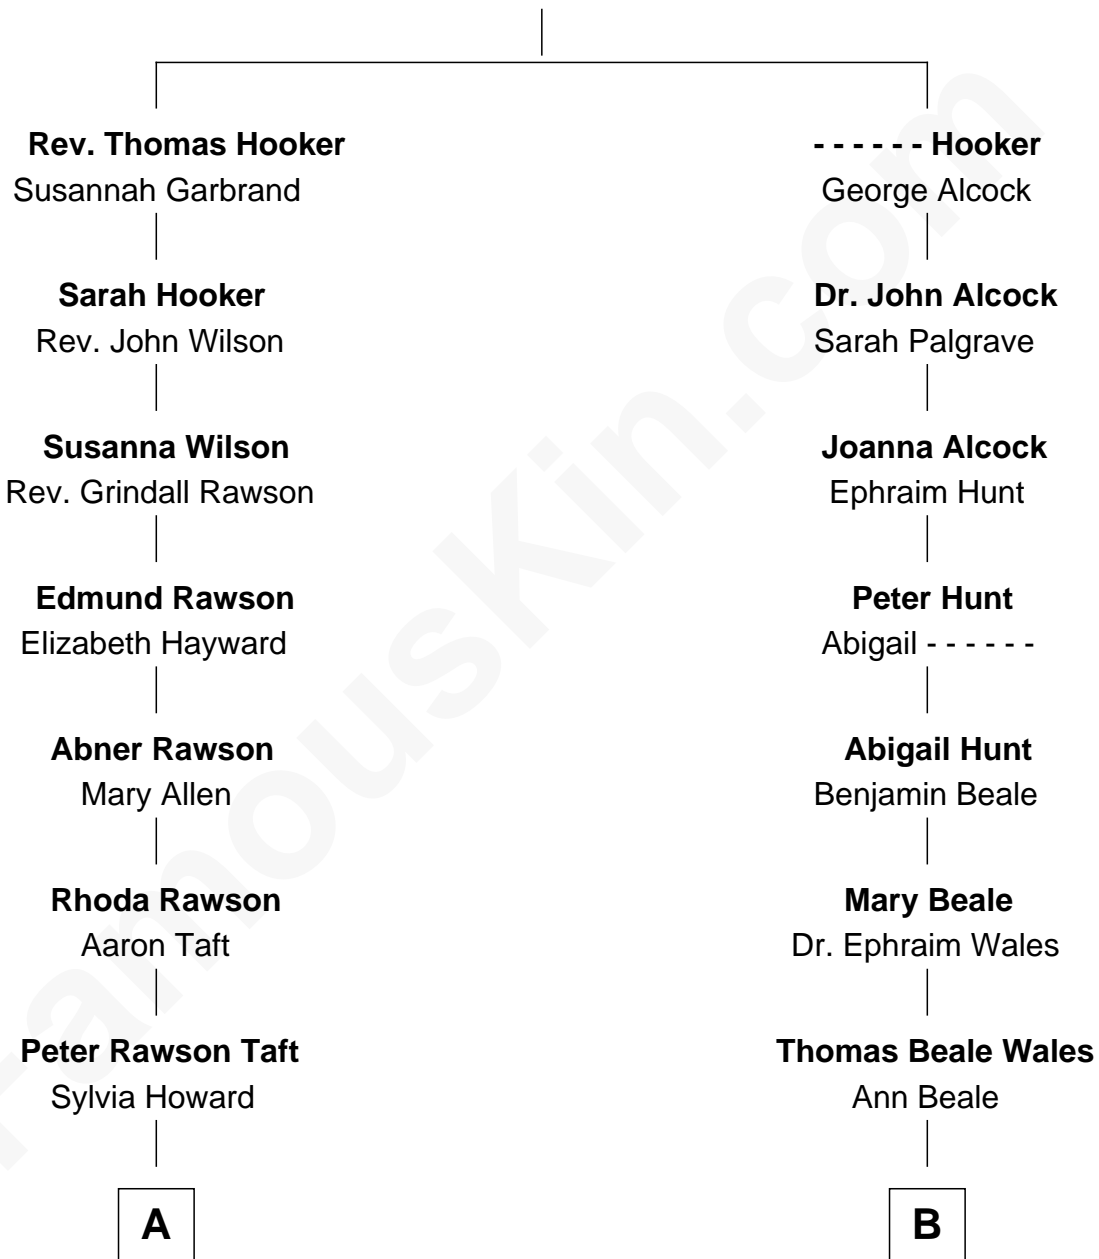 Rev. Thomas Hooker
Susannah Garbrand
Sarah Hooker
Rev. John Wilson
Susanna Wilson
Rev. Grindall Rawson
Edmund Rawson
Elizabeth Hayward
Abner Rawson
Mary Allen
Rhoda Rawson
Aaron Taft
Peter Rawson Taft
Sylvia Howard
A
- - - - - - Hooker
George Alcock
Dr. John Alcock
Sarah Palgrave
Joanna Alcock
Ephraim Hunt
Peter Hunt
Abigail - - - - - -
Abigail Hunt
Benjamin Beale
Mary Beale
Dr. Ephraim Wales
Thomas Beale Wales
Ann Beale
B
FamousKin.com